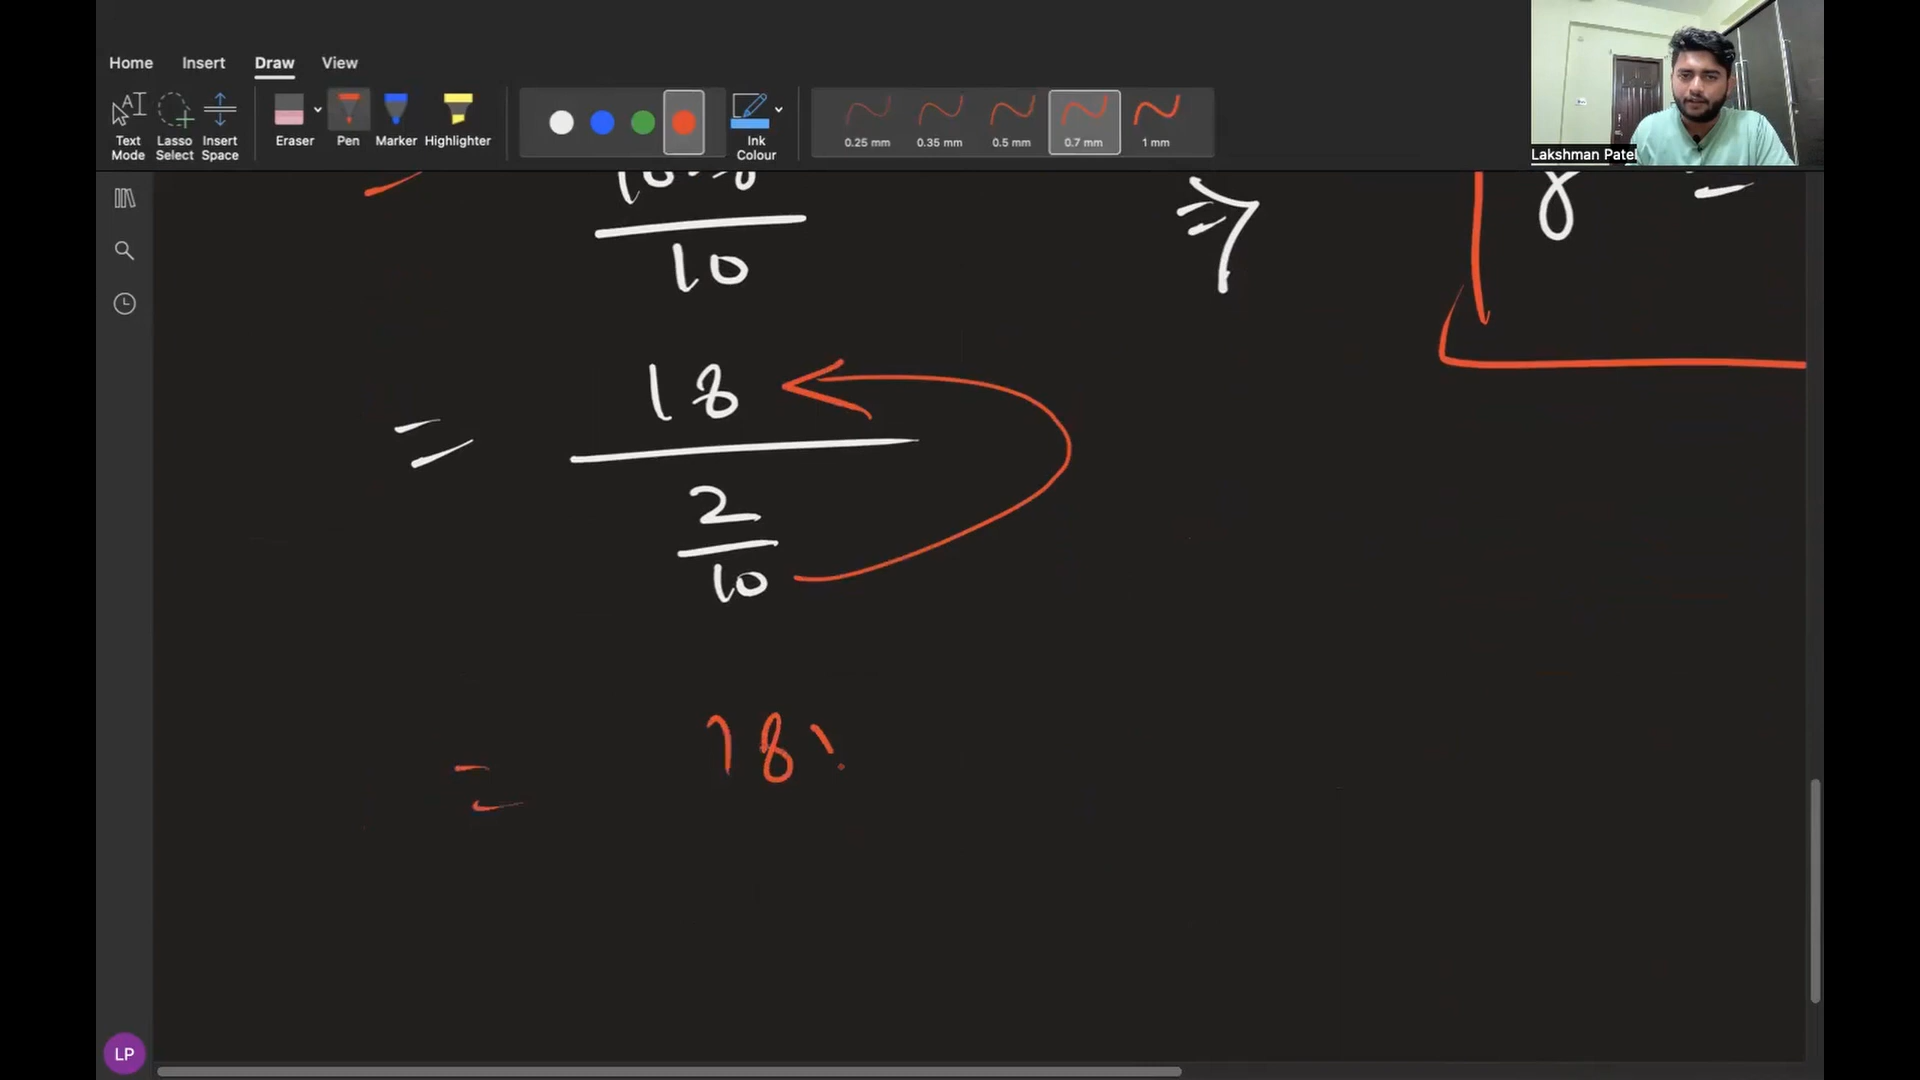 Home Insert Draw View
Text Mode
Lasso Select
Insert Space
Eraser
Pen
Marker
Highlighter
Ink Colour
0.25 mm
0.35 mm
0.5 mm
0.7 mm
1 mm
Lakshman Patel
10
=
18
2
10
= 18
LP